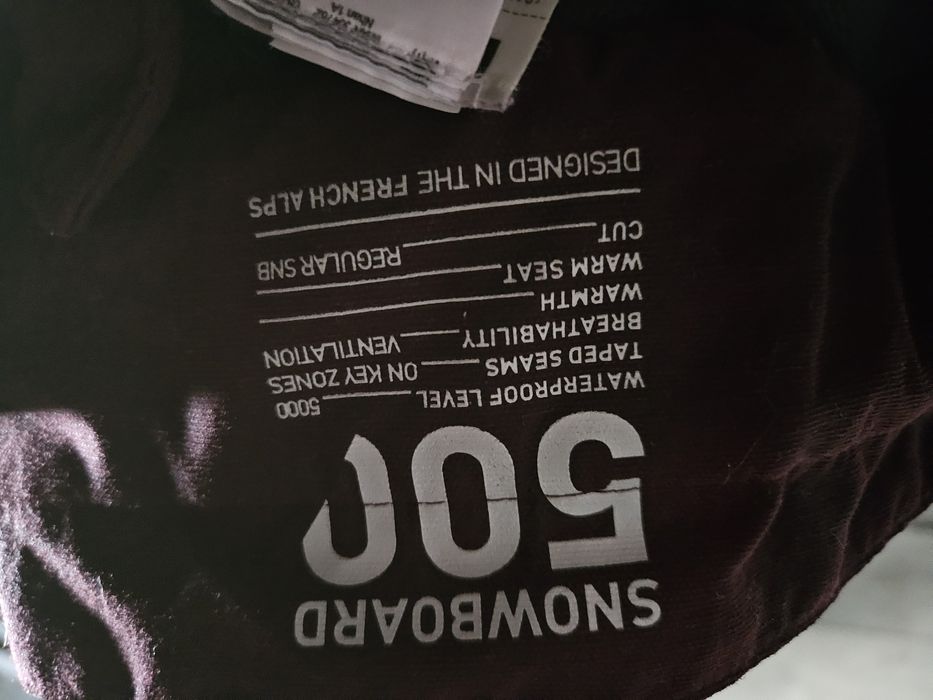 SNOWBOARD
500
WATERPROOF LEVEL 5000
TAPED SEAMS ON KEY ZONES
BREATHABILITY VENTILATION
WARMTH
WARM SEAT
CUT REGULAR SNB
DESIGNED IN THE FRENCH ALPS